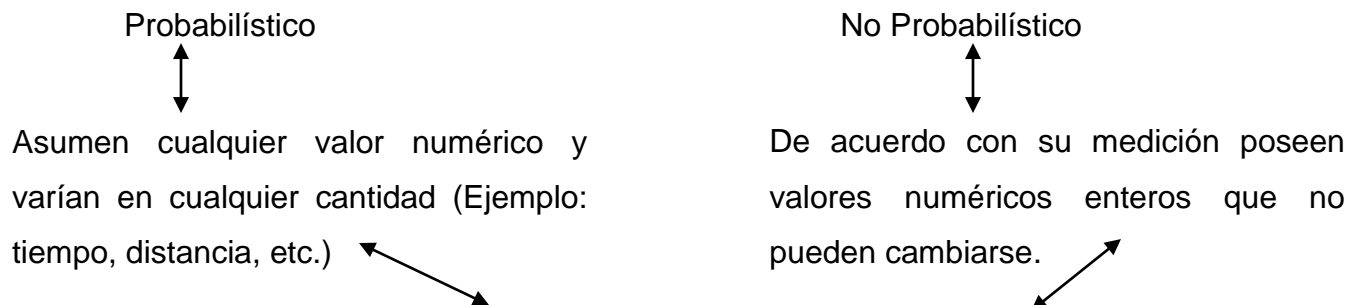 Probabilístico
Asumen cualquier valor numérico y
varían en cualquier cantidad (Ejemplo:
tiempo, distancia, etc.)
No Probabilístico
De acuerdo con su medición poseen
valores numéricos enteros que no
pueden cambiarse.